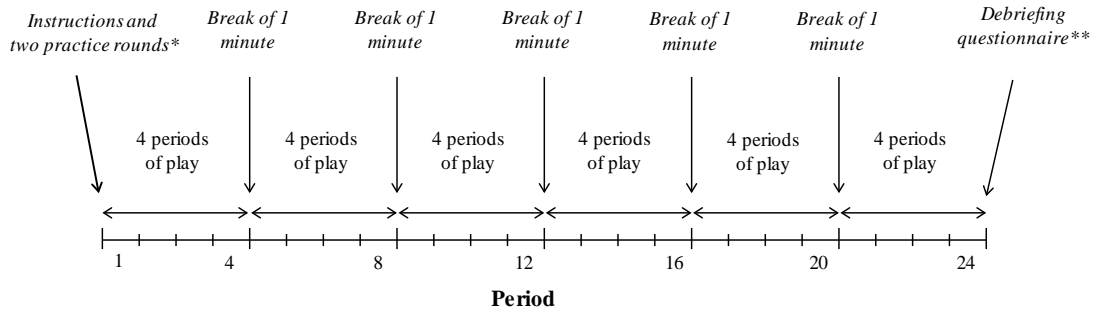 Instructions and
two practice rounds*
Break of 1
minute
Break of 1
minute
Break of 1
minute
Break of 1
minute
Break of 1
minute
Debriefing
questionnaire**
4 periods
of play
4 periods
of play
4 periods
of play
4 periods
of play
4 periods
of play
4 periods
of play
1 4 8 12 16 20 24
Period